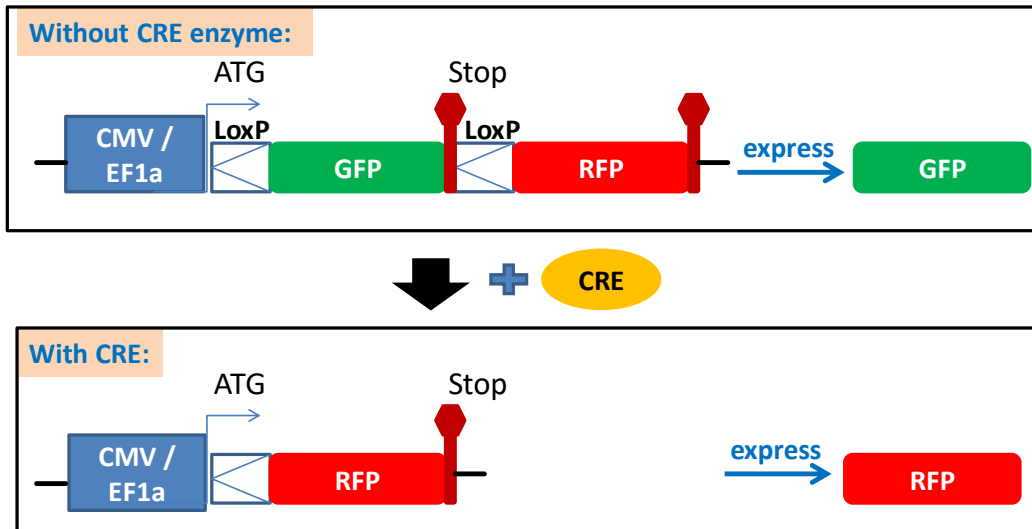 Without CRE enzyme:
ATG
Stop
CMV /
EF1a
LoxP
GFP
LoxP
RFP
express
GFP
CRE
With CRE:
ATG
Stop
CMV /
EF1a
RFP
express
RFP